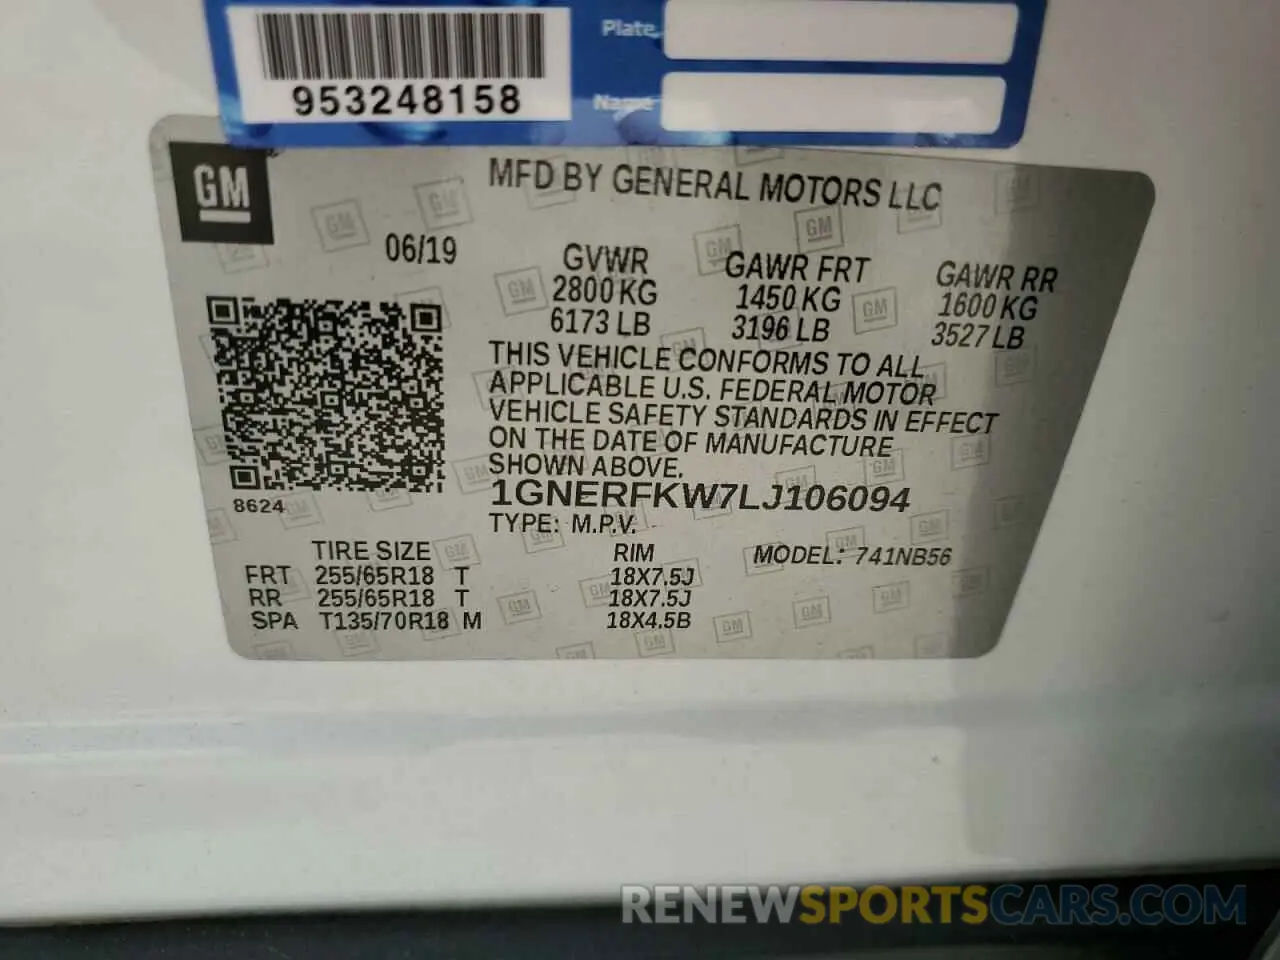 953248158
Plate
Name
GM
MFD BY GENERAL MOTORS LLC
06/19
GVWR GAWR FRT GAWR RR
2800 KG 1450 KG 1600 KG
6173 LB 3196 LB 3527 LB
THIS VEHICLE CONFORMS TO ALL
APPLICABLE U.S. FEDERAL MOTOR
VEHICLE SAFETY STANDARDS IN EFFECT
ON THE DATE OF MANUFACTURE
SHOWN ABOVE.
8624
1GNERFKW7LJ106094
TYPE: M.P.V.
TIRE SIZE RIM MODEL: 741NB56
FRT 255/65R18 T 18X7.5J
RR 255/65R18 T 18X7.5J
SPA T135/70R18 M 18X4.5B
RENEWSPORTSCARS.COM